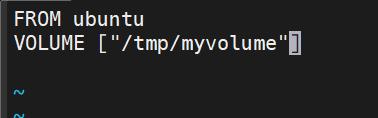 FROM ubuntu
VOLUME ["/tmp/myvolume"]
~
~